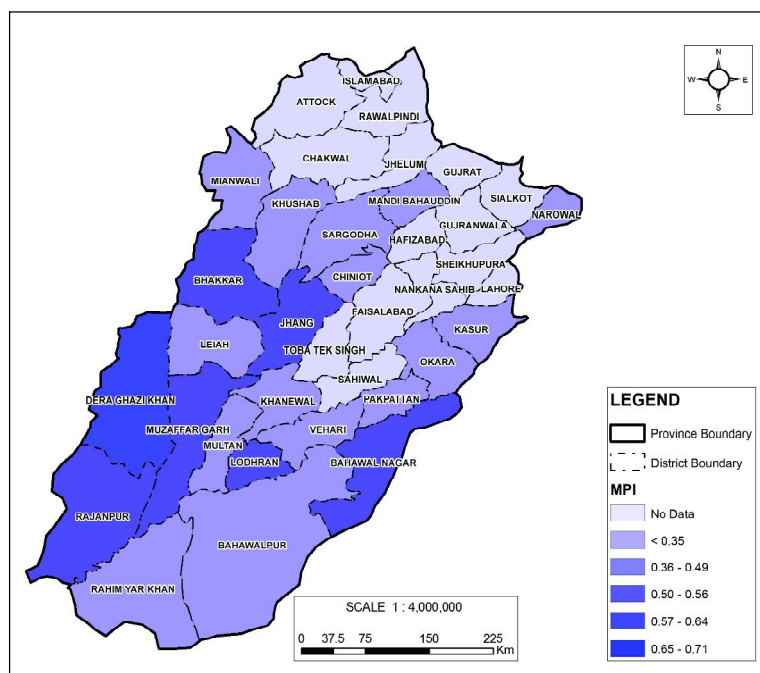 N
W E
S
ISLAMABAD
ATTOCK
RAWALPINDI
CHAKWAL
JHELUM
GUJRAT
MIANWALI
SIALKOT
KHUSHAB
MANDI BAHAUDDIN
NAROWAL
GUJRANWALA
SARGODHA
HAFIZABAD
SHEIKHUPURA
BHAKKAR
CHINIOT
NANKANA SAHIB
LAHORE
FAISALABAD
JHANG
KASUR
LEIAH
TOBA TEK SINGH
OKARA
SAHIWAL
DERA GHAZI KHAN
KHANEWAL
PAKPATTAN
MUZAFFAR GARH
VEHARI
MULTAN
LODHRAN
BAHAWAL NAGAR
RAJANPUR
BAHAWALPUR
RAHIM YAR KHAN
LEGEND
Province Boundary
District Boundary
MPI
No Data
< 0.35
0.36 - 0.49
0.50 - 0.56
0.57 - 0.64
0.65 - 0.71
SCALE 1 : 4,000,000
0 37.5 75 150 225
Km